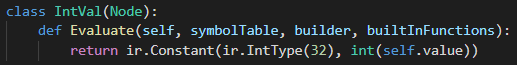 class IntVal(Node):
    def Evaluate(self, symbolTable, builder, builtInFunctions):
        return ir.Constant(ir.IntType(32), int(self.value))